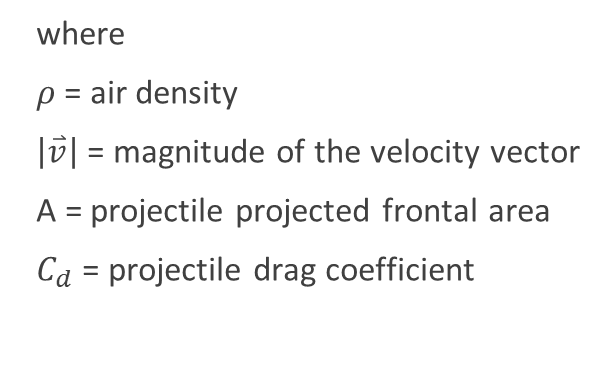 where
ρ = air density
|v⃗| = magnitude of the velocity vector
A = projectile projected frontal area
C_d = projectile drag coefficient